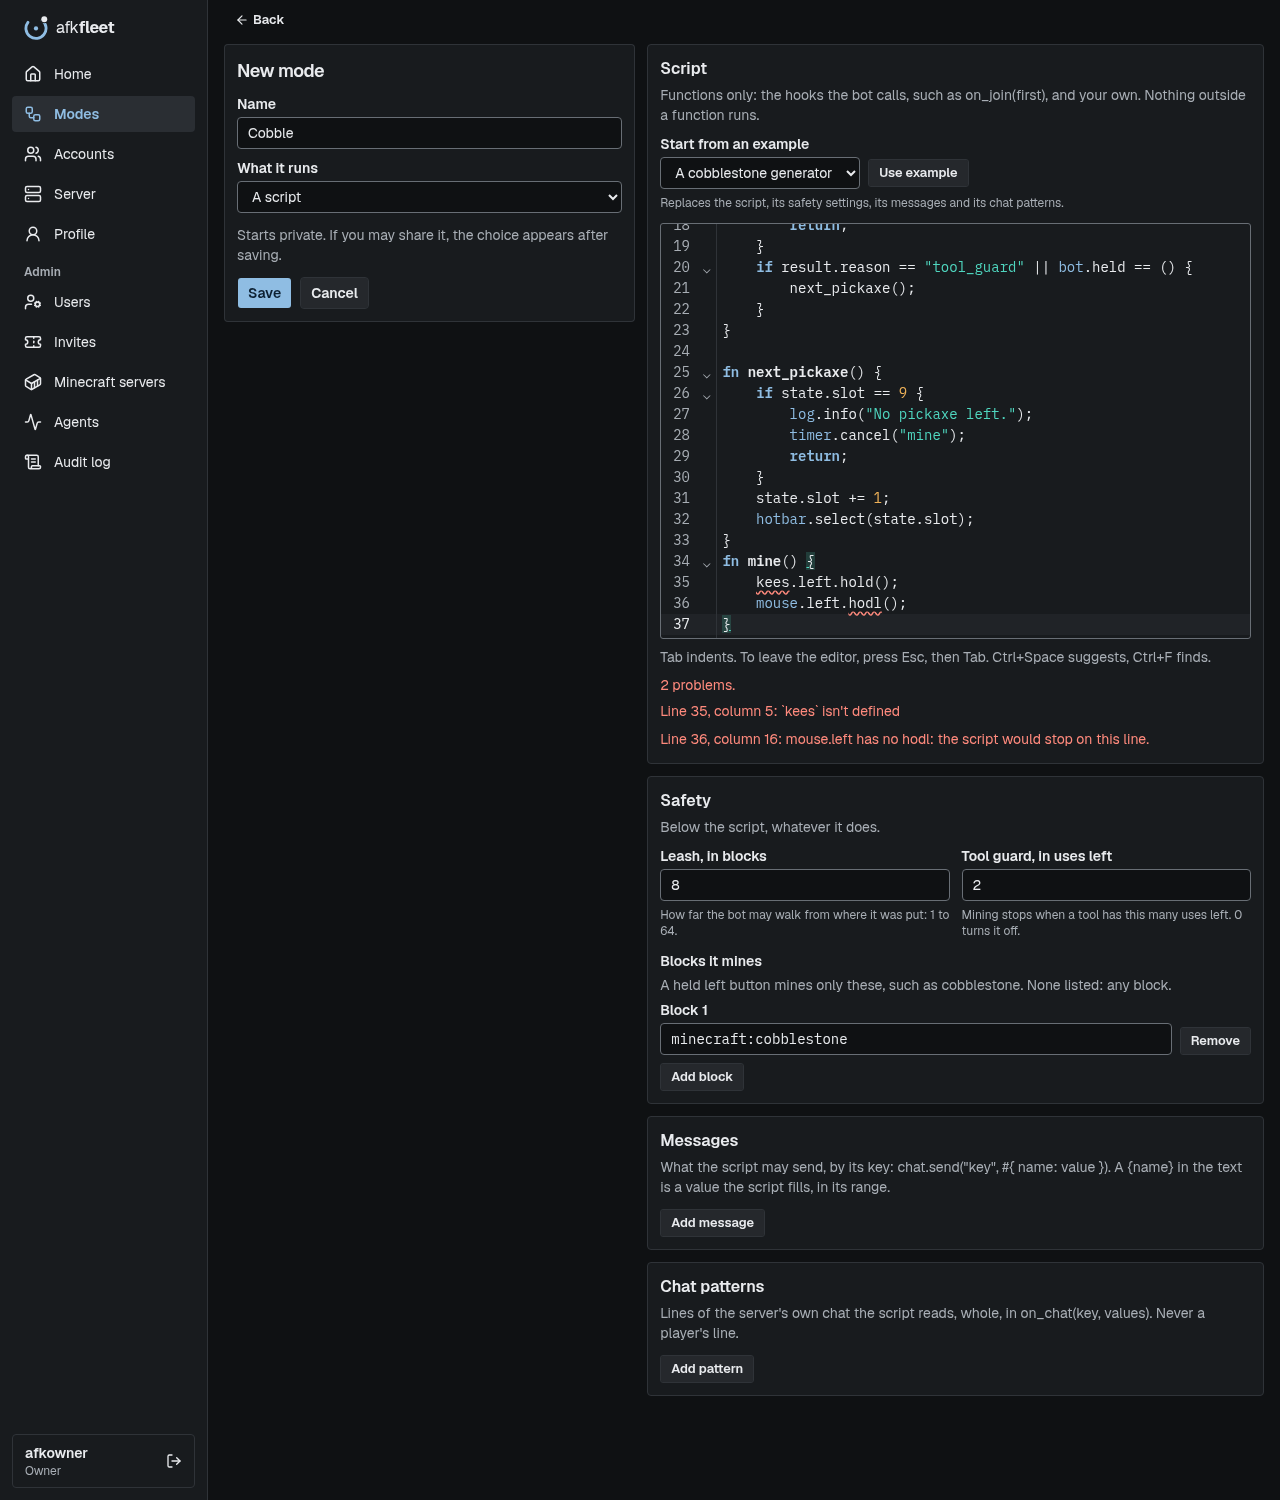 afkfleet
Home
Modes
Accounts
Server
Profile
Admin
Users
Invites
Minecraft servers
Agents
Audit log
afkowner
Owner
Back
New mode
Name
Cobble
What it runs
A script
Starts private. If you may share it, the choice appears after
saving.
Save
Cancel
Script
Functions only: the hooks the bot calls, such as on_join(first), and your own. Nothing outside
a function runs.
Start from an example
A cobblestone generator
Use example
Replaces the script, its safety settings, its messages and its chat patterns.
18         return;
19     }
20     if result.reason == "tool_guard" || bot.held == () {
21         next_pickaxe();
22     }
23 }
24
25 fn next_pickaxe() {
26     if state.slot == 9 {
27         log.info("No pickaxe left.");
28         timer.cancel("mine");
29         return;
30     }
31     state.slot += 1;
32     hotbar.select(state.slot);
33 }
34 fn mine() {
35     kees.left.hold();
36     mouse.left.hodl();
37 }
Tab indents. To leave the editor, press Esc, then Tab. Ctrl+Space suggests, Ctrl+F finds.
2 problems.
Line 35, column 5: `kees` isn't defined
Line 36, column 16: mouse.left has no hodl: the script would stop on this line.
Safety
Below the script, whatever it does.
Leash, in blocks
8
How far the bot may walk from where it was put: 1 to
64.
Tool guard, in uses left
2
Mining stops when a tool has this many uses left. 0
turns it off.
Blocks it mines
A held left button mines only these, such as cobblestone. None listed: any block.
Block 1
minecraft:cobblestone
Remove
Add block
Messages
What the script may send, by its key: chat.send("key", #{ name: value }). A {name} in the text
is a value the script fills, in its range.
Add message
Chat patterns
Lines of the server's own chat the script reads, whole, in on_chat(key, values). Never a
player's line.
Add pattern